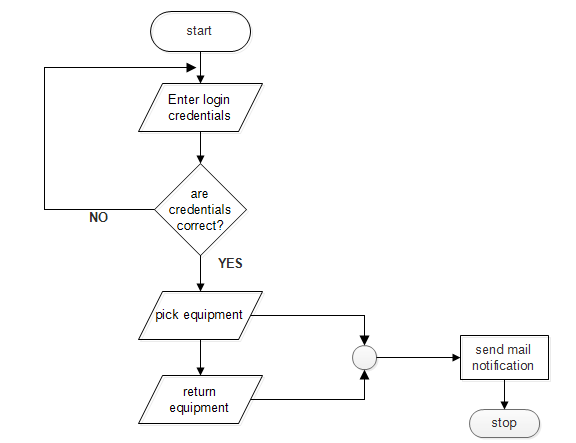 start
Enter login
credentials
are
credentials
correct?
NO
YES
pick equipment
return
equipment
send mail
notification
stop